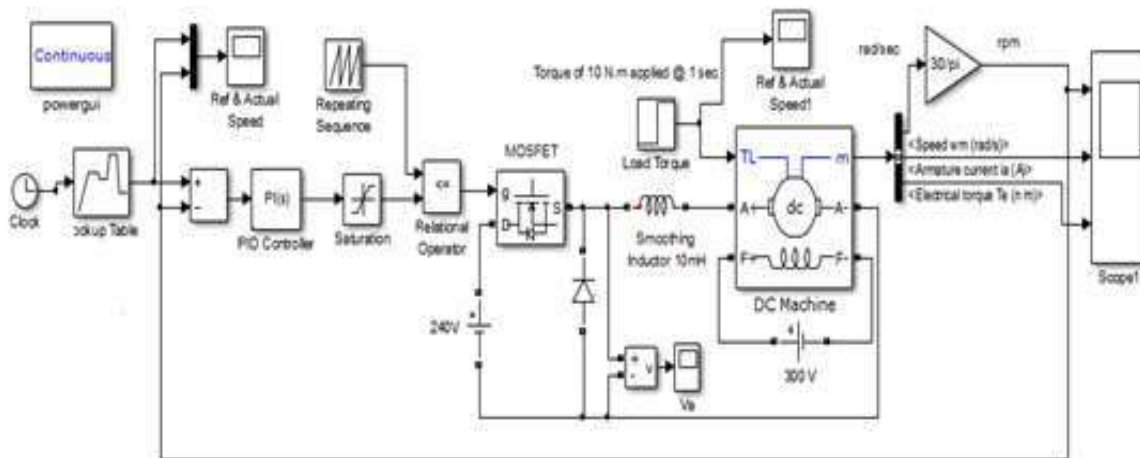 Continuous
powergui
Clock
ookup Table
Ref & Actual
Speed
+
−
PI(s)
PID Controller
Repeating
Sequence
Saturation
<=
Relational
Operator
MOSFET
g
D
S
240V
+
Torque of 10 N.m applied @ 1 sec
Load Torque
Ref & Actual
Speed1
Smoothing
Inductor 10mH
+
-
v
Va
TL
m
A+
dc
A-
F+
F-
DC Machine
300 V
rad/sec
30/pi
rpm
<Speed wm (rad/s)>
<Armature current ia (A)>
<Electrical torque Te (n m)>
Scope1